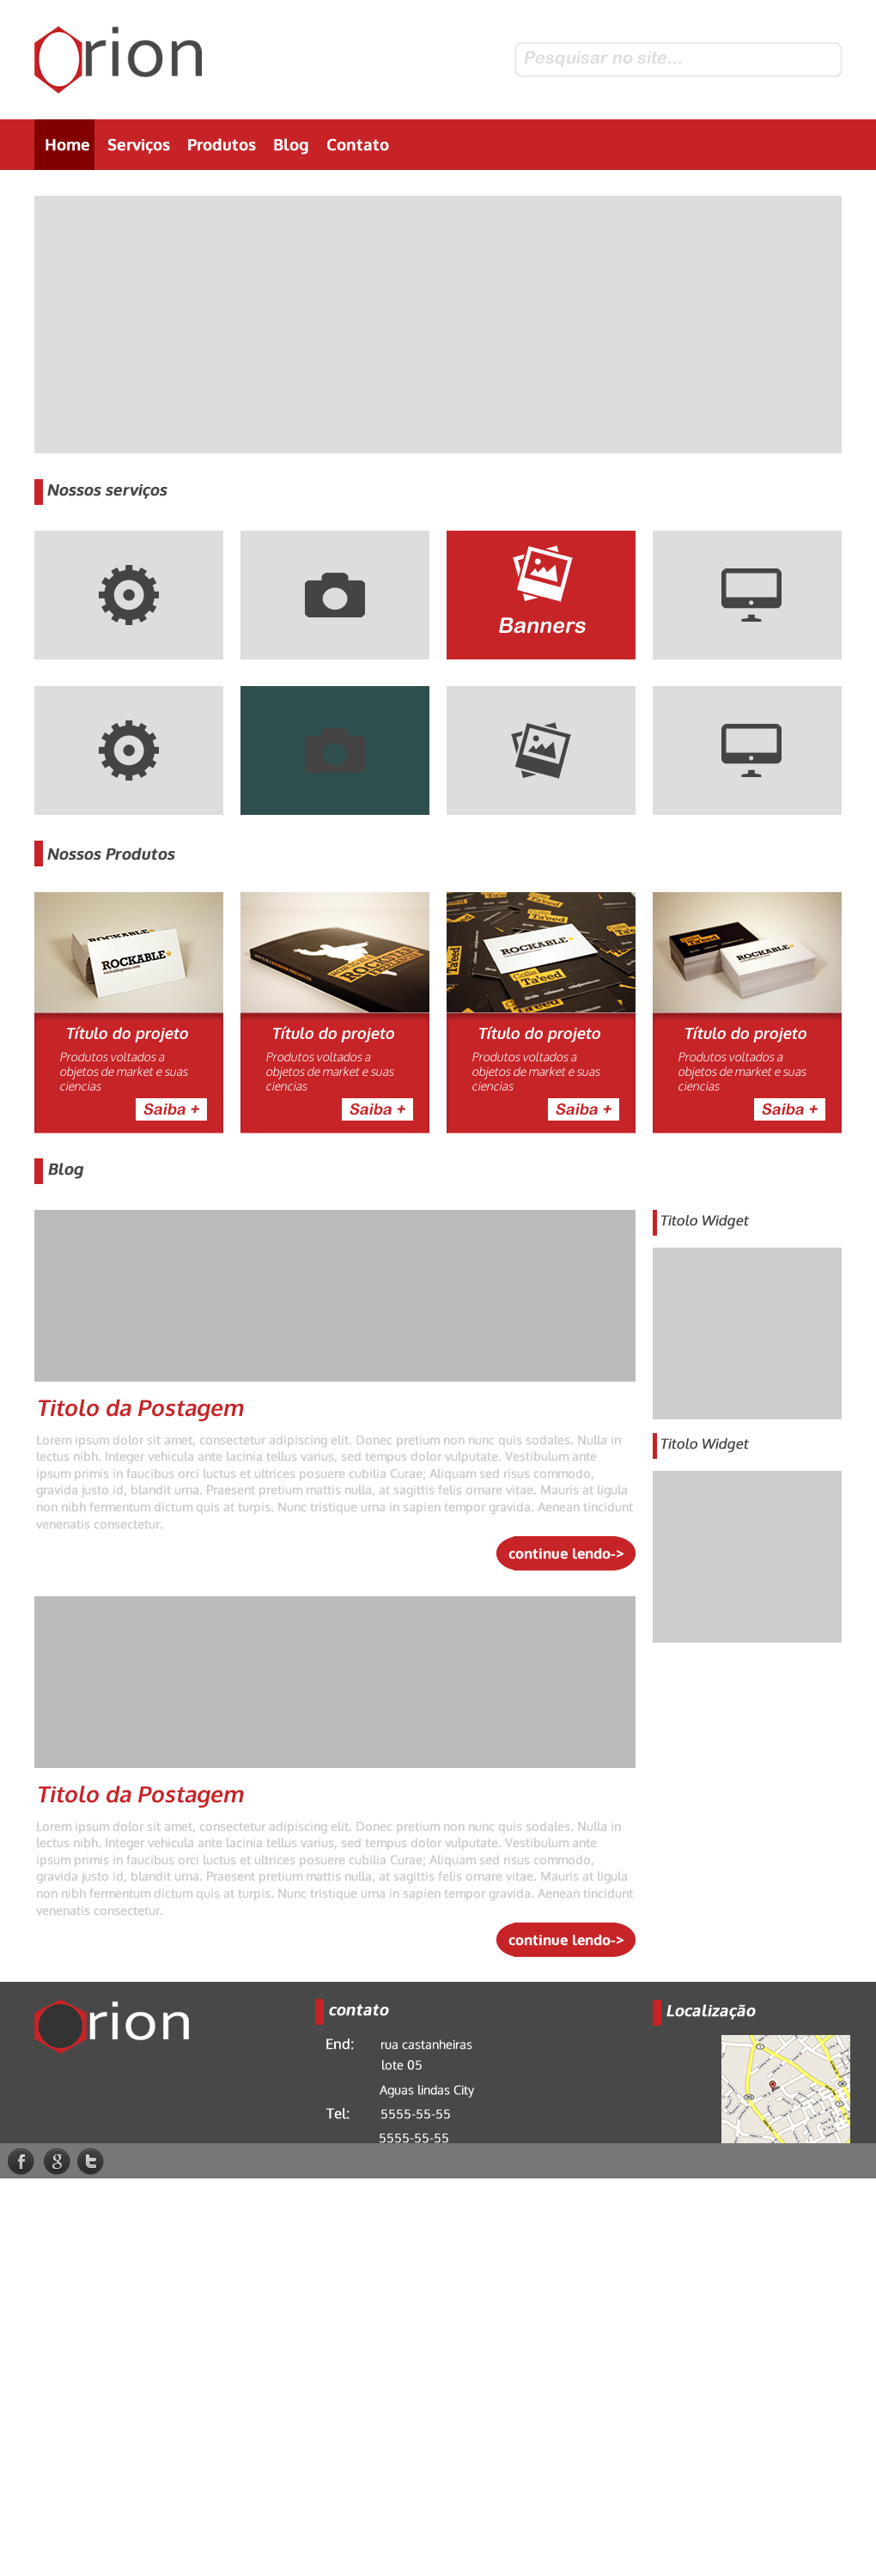 Orion
Pesquisar no site...
Home Serviços Produtos Blog Contato
Nossos serviços
Banners
Nossos Produtos
ROCKABLE
ROCKABLE
Collis Ta'eed
ROCKABLE
Collis Ta'eed
ROCKABLE
Título do projeto
Produtos voltados a
objetos de market e suas
ciencias
Saiba +
Título do projeto
Produtos voltados a
objetos de market e suas
ciencias
Saiba +
Título do projeto
Produtos voltados a
objetos de market e suas
ciencias
Saiba +
Título do projeto
Produtos voltados a
objetos de market e suas
ciencias
Saiba +
Blog
Titolo da Postagem
Lorem ipsum dolor sit amet, consectetur adipiscing elit. Donec pretium non nunc quis sodales. Nulla in
lectus nibh. Integer vehicula ante lacinia tellus varius, sed tempus dolor vulputate. Vestibulum ante
ipsum primis in faucibus orci luctus et ultrices posuere cubilia Curae; Aliquam sed risus commodo,
gravida justo id, blandit urna. Praesent pretium mattis nulla, at sagittis felis ornare vitae. Mauris at ligula
non nibh fermentum dictum quis at turpis. Nunc tristique urna in sapien tempor gravida. Aenean tincidunt
venenatis consectetur.
continue lendo->
Titolo da Postagem
Lorem ipsum dolor sit amet, consectetur adipiscing elit. Donec pretium non nunc quis sodales. Nulla in
lectus nibh. Integer vehicula ante lacinia tellus varius, sed tempus dolor vulputate. Vestibulum ante
ipsum primis in faucibus orci luctus et ultrices posuere cubilia Curae; Aliquam sed risus commodo,
gravida justo id, blandit urna. Praesent pretium mattis nulla, at sagittis felis ornare vitae. Mauris at ligula
non nibh fermentum dictum quis at turpis. Nunc tristique urna in sapien tempor gravida. Aenean tincidunt
venenatis consectetur.
continue lendo->
Titolo Widget
Titolo Widget
Orion
contato
End: rua castanheiras
lote 05
Aguas lindas City
Tel: 5555-55-55
5555-55-55
Localização